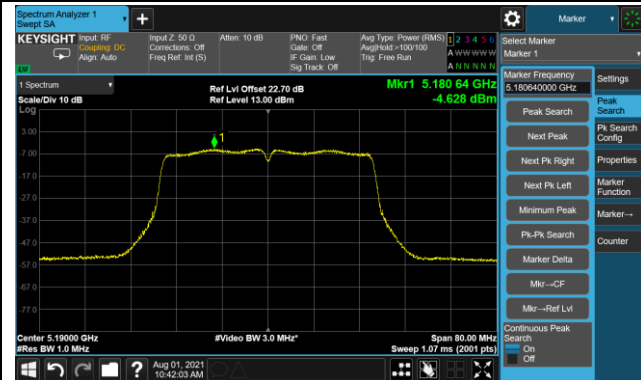 Spectrum Analyzer 1
Swept SA
+
Marker
KEYSIGHT
Input: RF
Coupling: DC
Align: Auto
Input Z: 50 Ω
Corrections: Off
Freq Ref: Int (S)
Atten: 10 dB
PNO: Fast
Gate: Off
IF Gain: Low
Sig Track: Off
Avg Type: Power (RMS)
Avg|Hold:>100/100
Trig: Free Run
1 2 3 4 5 6
A W W W W W
A N N N N N
Select Marker
Marker 1
1 Spectrum
Scale/Div 10 dB
Log
Ref Lvl Offset 22.70 dB
Ref Level 13.00 dBm
Mkr1 5.180 64 GHz
-4.628 dBm
3.00
-7.00
-17.0
-27.0
-37.0
-47.0
-57.0
-67.0
-77.0
1
Center 5.19000 GHz
#Res BW 1.0 MHz
#Video BW 3.0 MHz*
Span 80.00 MHz
Sweep 1.07 ms (2001 pts)
Marker Frequency
5.180640000 GHz
Peak Search
Next Peak
Next Pk Right
Next Pk Left
Minimum Peak
Pk-Pk Search
Marker Delta
Mkr→CF
Mkr→Ref Lvl
Continuous Peak
Search
On
Off
Settings
Peak
Search
Pk Search
Config
Properties
Marker
Function
Marker→
Counter
?
Aug 01, 2021
10:42:03 AM